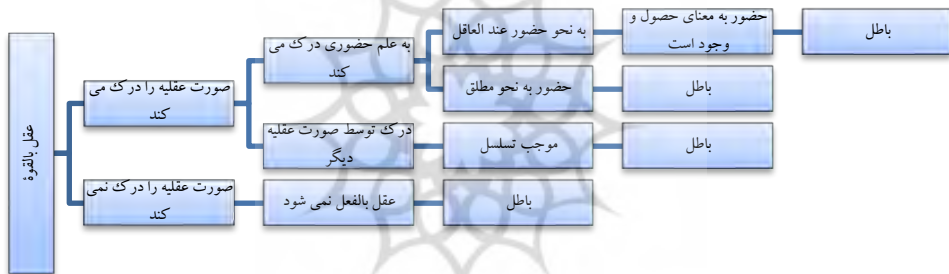 عقل بالقوة
صورت عقلیه را درک می
کند
به علم حضوری درک می
کند
به نحو حضور عند العاقل
حضور به معنای حصول و
وجود است
باطل
حضور به نحو مطلق
باطل
درک توسط صورت عقلیه
دیگر
موجب تسلسل
باطل
صورت عقلیه را درک نمی
کند
عقل بالفعل نمی شود
باطل